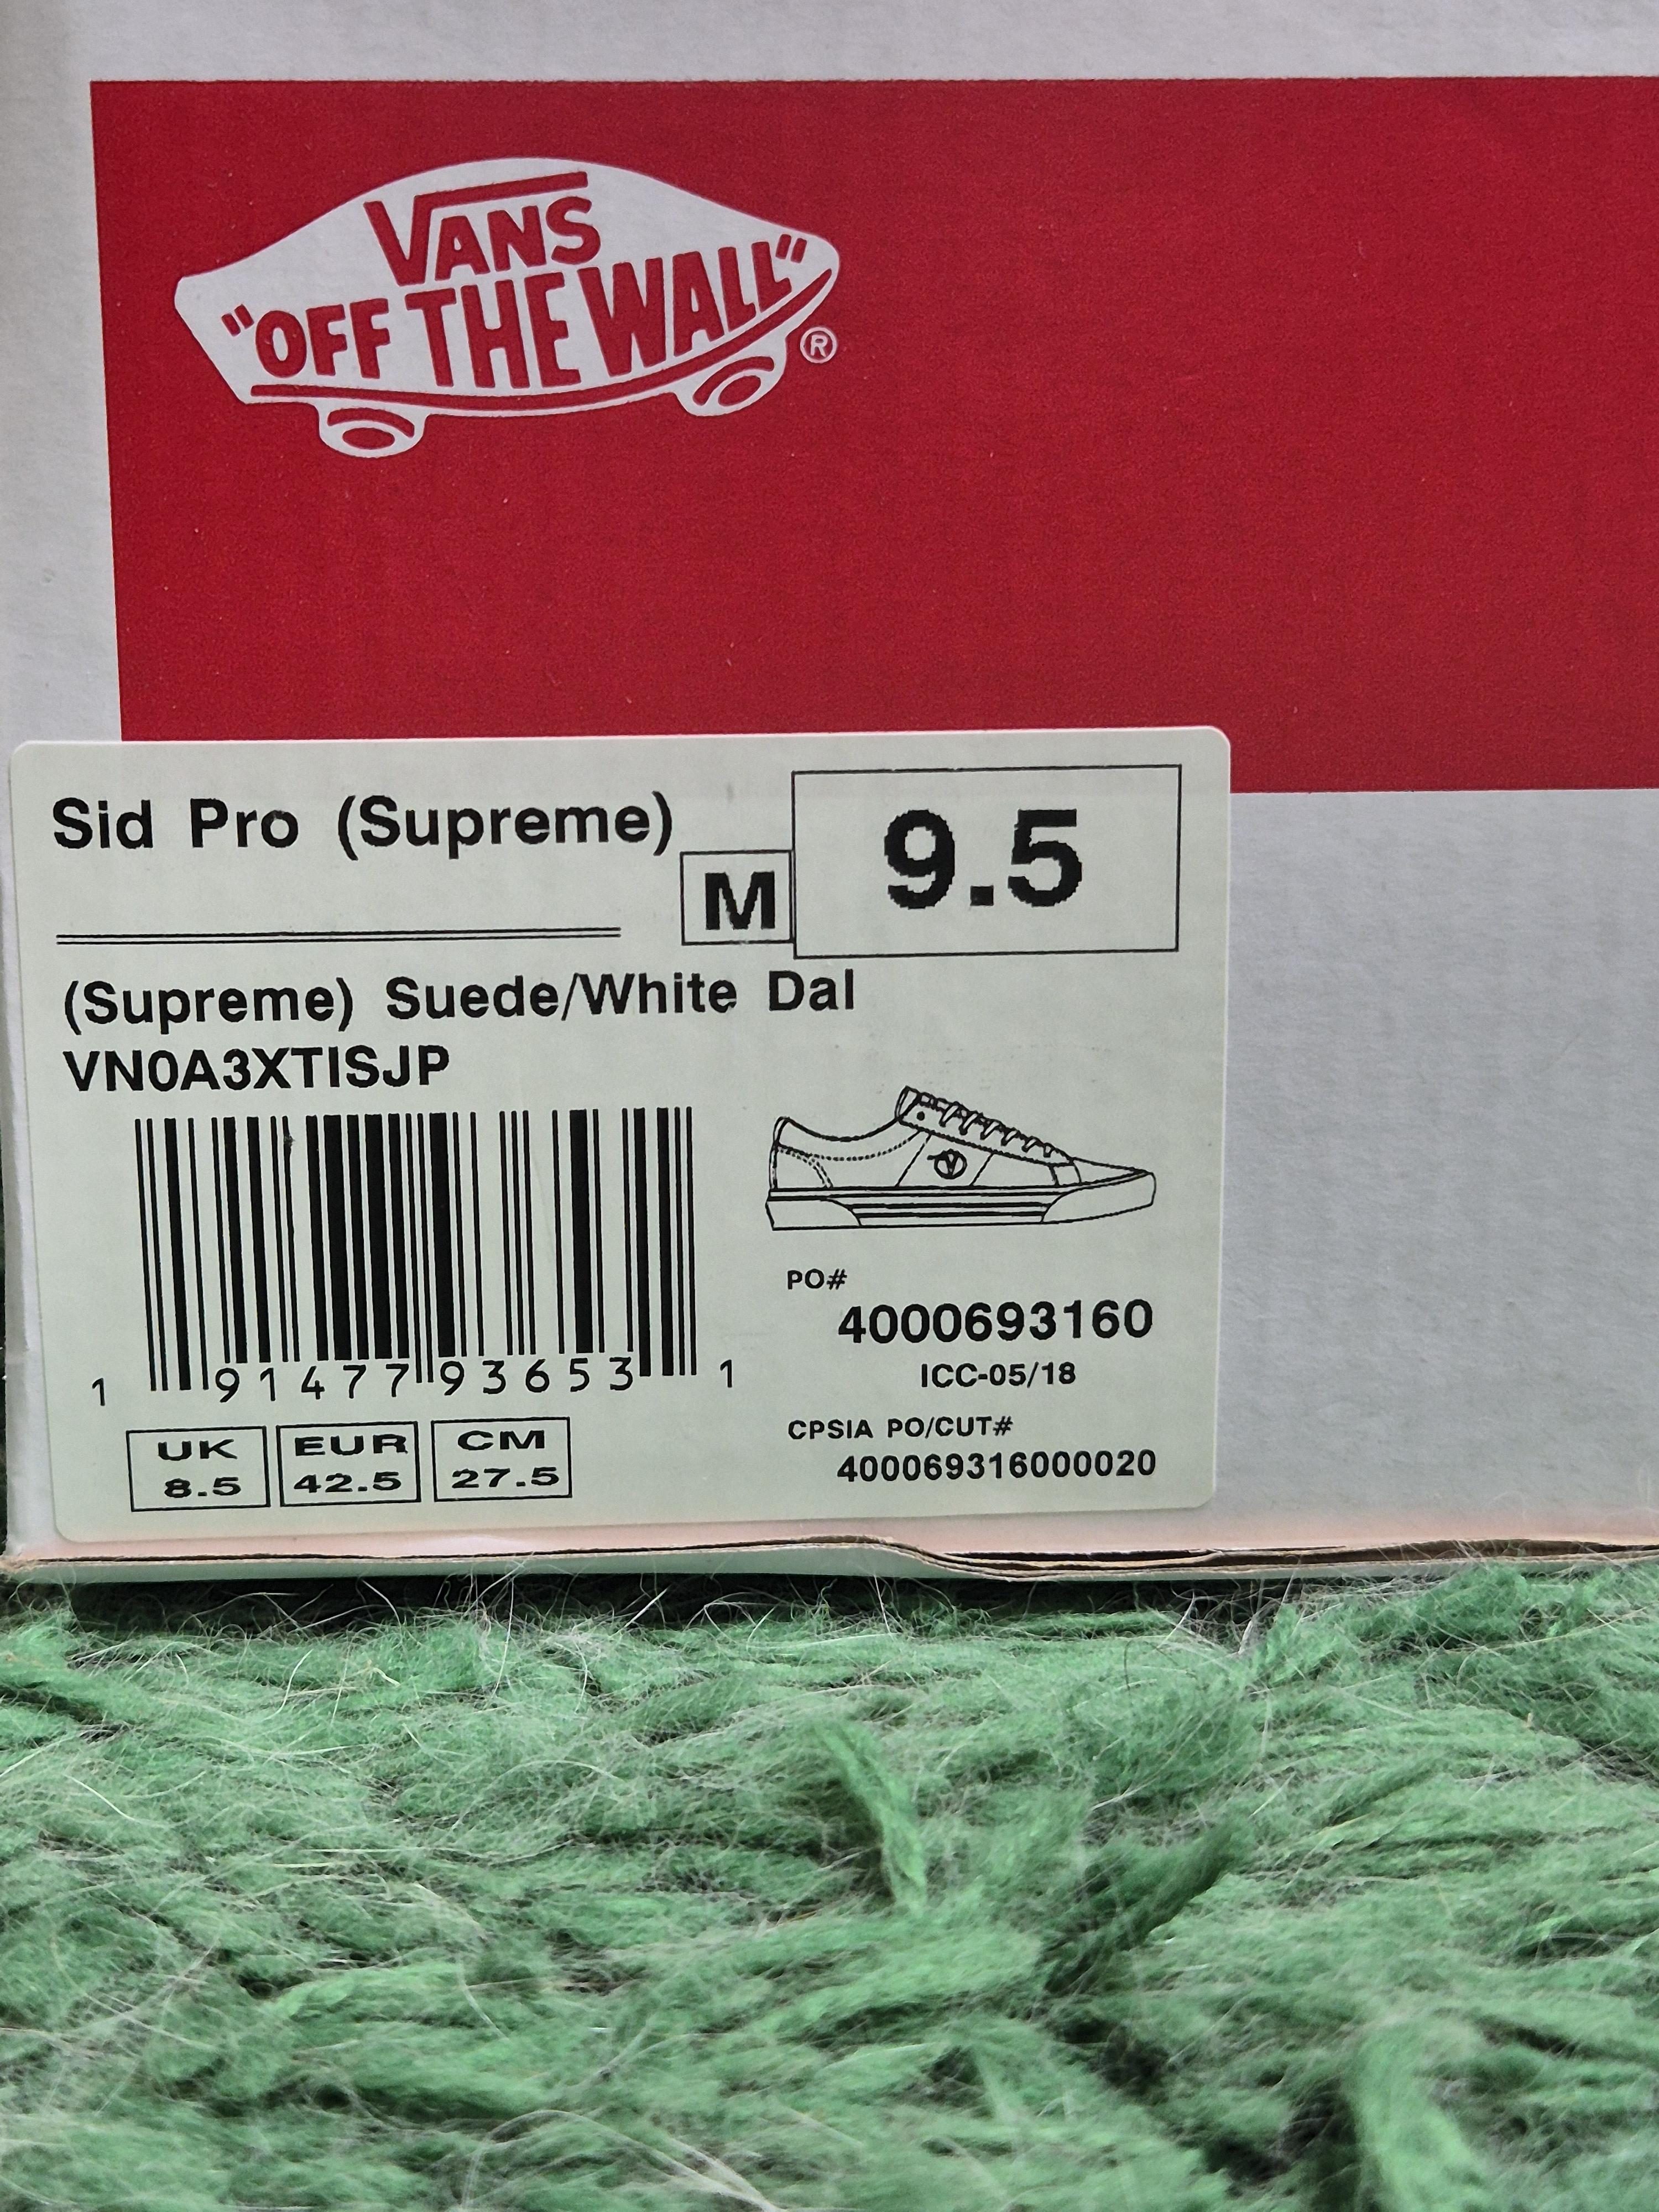 VANS
"OFF THE WALL"
®
Sid Pro (Supreme)
M
9.5
(Supreme) Suede/White Dal
VN0A3XTISJP
1 91477 93653 1
PO#
4000693160
ICC-05/18
CPSIA PO/CUT#
400069316000020
UK
8.5
EUR
42.5
CM
27.5